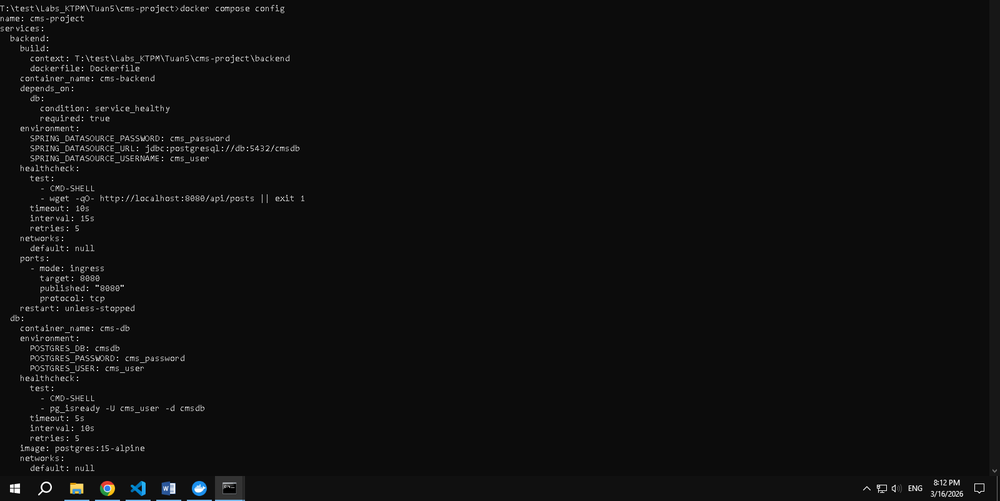 T:\test\Labs_KTPM\Tuan5\cms-project>docker compose config
name: cms-project
services:
  backend:
    build:
      context: T:\test\Labs_KTPM\Tuan5\cms-project\backend
      dockerfile: Dockerfile
    container_name: cms-backend
    depends_on:
      db:
        condition: service_healthy
        required: true
    environment:
      SPRING_DATASOURCE_PASSWORD: cms_password
      SPRING_DATASOURCE_URL: jdbc:postgresql://db:5432/cmsdb
      SPRING_DATASOURCE_USERNAME: cms_user
    healthcheck:
      test:
        - CMD-SHELL
        - wget -qO- http://localhost:8080/api/posts || exit 1
      timeout: 10s
      interval: 15s
      retries: 5
    networks:
      default: null
    ports:
      - mode: ingress
        target: 8080
        published: "8080"
        protocol: tcp
    restart: unless-stopped
  db:
    container_name: cms-db
    environment:
      POSTGRES_DB: cmsdb
      POSTGRES_PASSWORD: cms_password
      POSTGRES_USER: cms_user
    healthcheck:
      test:
        - CMD-SHELL
        - pg_isready -U cms_user -d cmsdb
      timeout: 5s
      interval: 10s
      retries: 5
    image: postgres:15-alpine
    networks:
      default: null
ENG
8:12 PM
3/16/2026